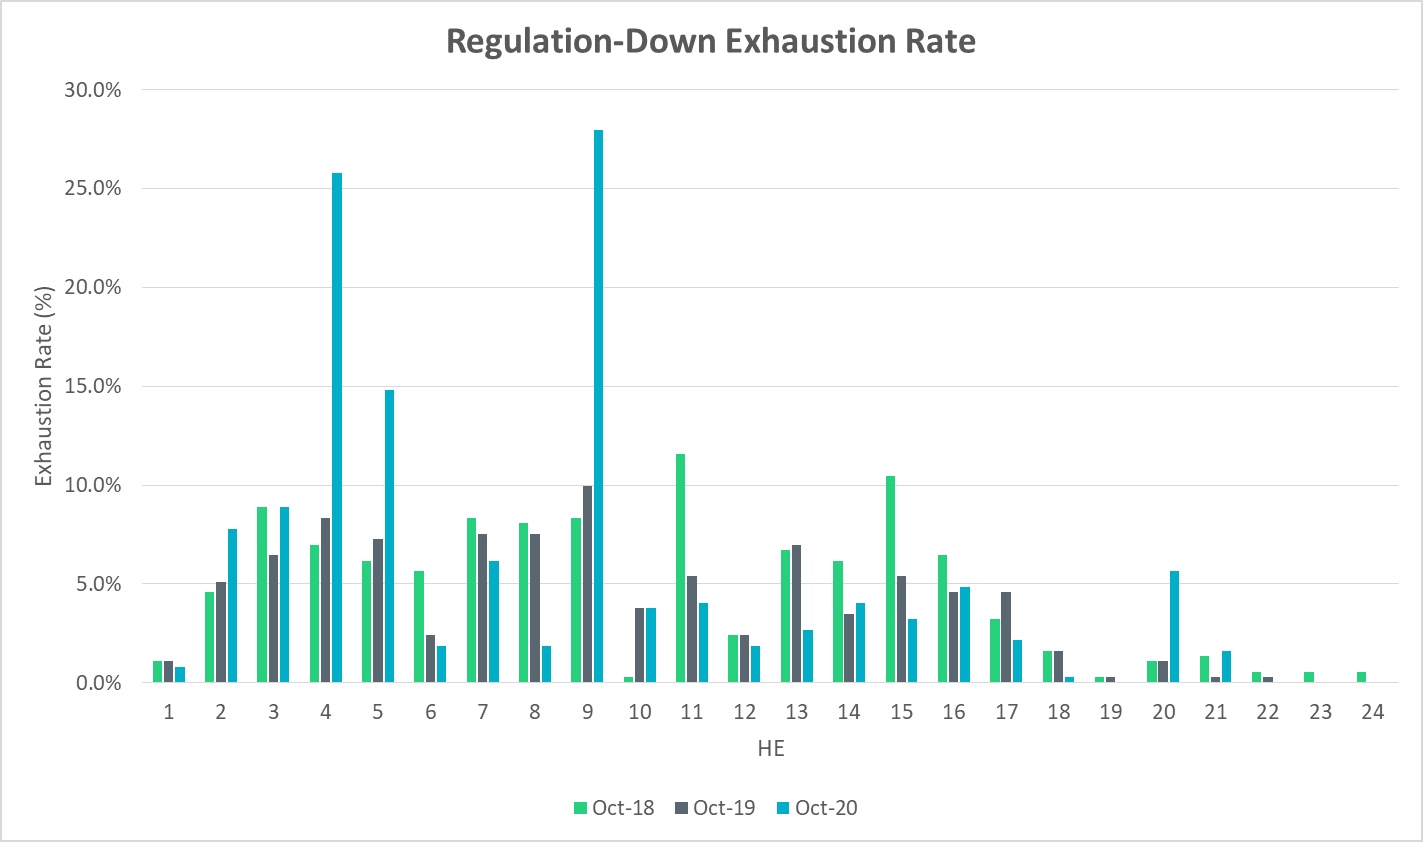 Regulation-Down Exhaustion Rate
30.0%
25.0%
20.0%
15.0%
10.0%
5.0%
0.0%
Exhaustion Rate (%)
1 2 3 4 5 6 7 8 9 10 11 12 13 14 15 16 17 18 19 20 21 22 23 24
HE
Oct-18 Oct-19 Oct-20